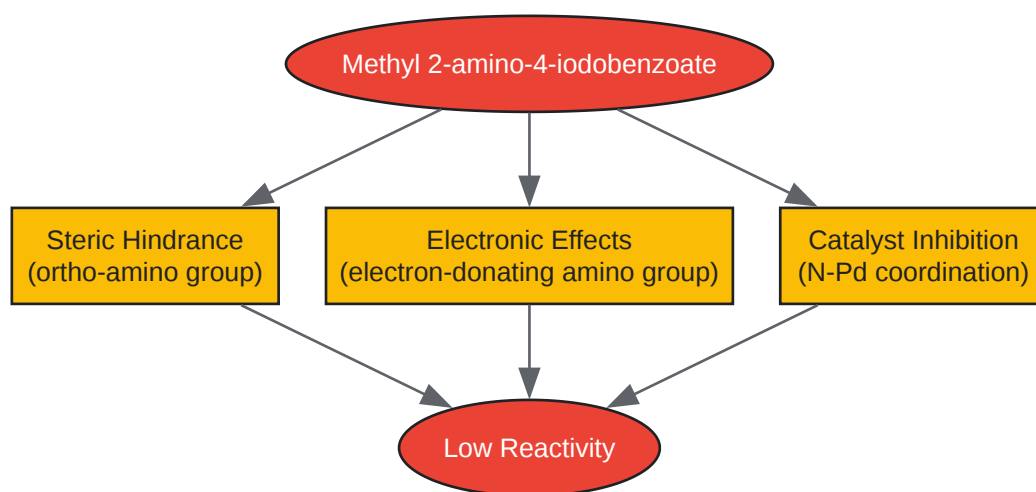 Methyl 2-amino-4-iodobenzoate
Steric Hindrance
(ortho-amino group)
Electronic Effects
(electron-donating amino group)
Catalyst Inhibition
(N-Pd coordination)
Low Reactivity